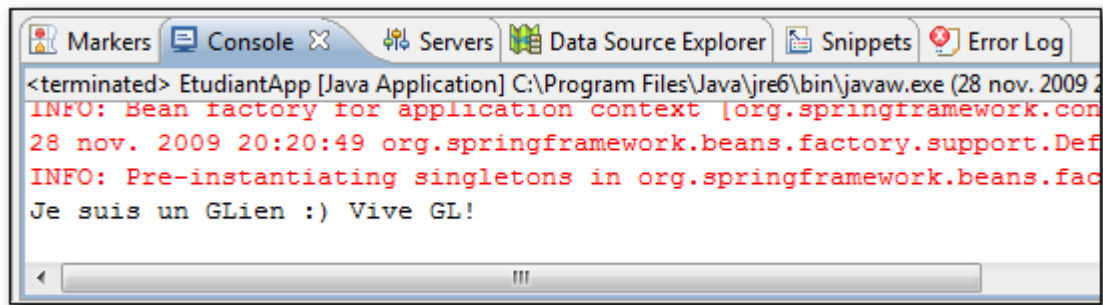 Markers Console Servers Data Source Explorer Snippets Error Log
<terminated> EtudiantApp [Java Application] C:\Program Files\Java\jre6\bin\javaw.exe (28 nov. 2009 2
INFO: Bean factory for application context [org.springframework.con
28 nov. 2009 20:20:49 org.springframework.beans.factory.support.Def
INFO: Pre-instantiating singletons in org.springframework.beans.fac
Je suis un GLien :) Vive GL!